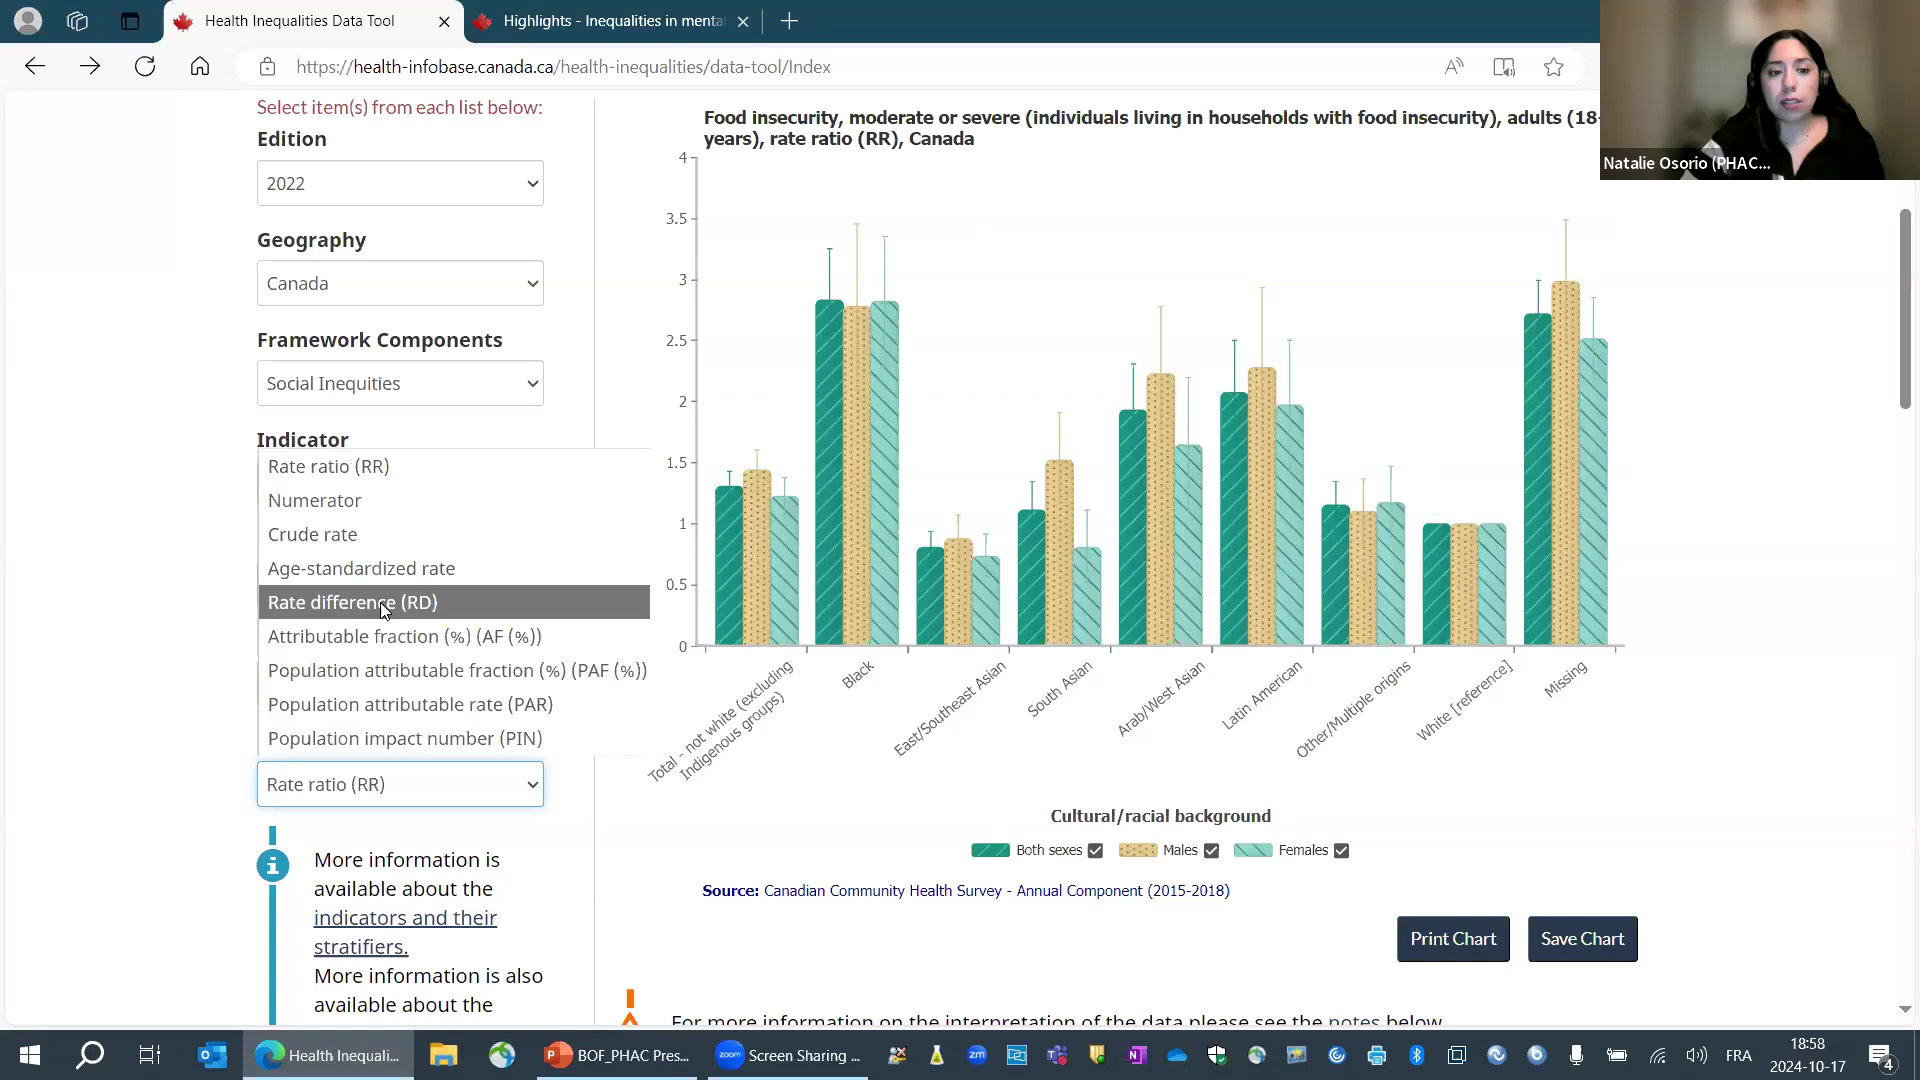 Health Inequalities Data Tool
Highlights - Inequalities in menta
https://health-infobase.canada.ca/health-inequalities/data-tool/Index
Natalie Osorio (PHAC...
Select item(s) from each list below:
Edition
2022
Geography
Canada
Framework Components
Social Inequities
Indicator
Rate ratio (RR)
Numerator
Crude rate
Age-standardized rate
Rate difference (RD)
Attributable fraction (%) (AF (%))
Population attributable fraction (%) (PAF (%))
Population attributable rate (PAR)
Population impact number (PIN)
Rate ratio (RR)
More information is
available about the
indicators and their
stratifiers.
More information is also
available about the
Food insecurity, moderate or severe (individuals living in households with food insecurity), adults (18
years), rate ratio (RR), Canada
4
3.5
3
2.5
2
1.5
1
0.5
0
Total - not white (excluding
Indigenous groups)
Black
East/Southeast Asian
South Asian
Arab/West Asian
Latin American
Other/Multiple origins
White [reference]
Missing
Cultural/racial background
Both sexes
Males
Females
Source: Canadian Community Health Survey - Annual Component (2015-2018)
Print Chart
Save Chart
For more information on the interpretation of the data please see the notes below
Health Inequali...
BOF_PHAC Pres...
Screen Sharing ...
FRA
18:58
2024-10-17
4